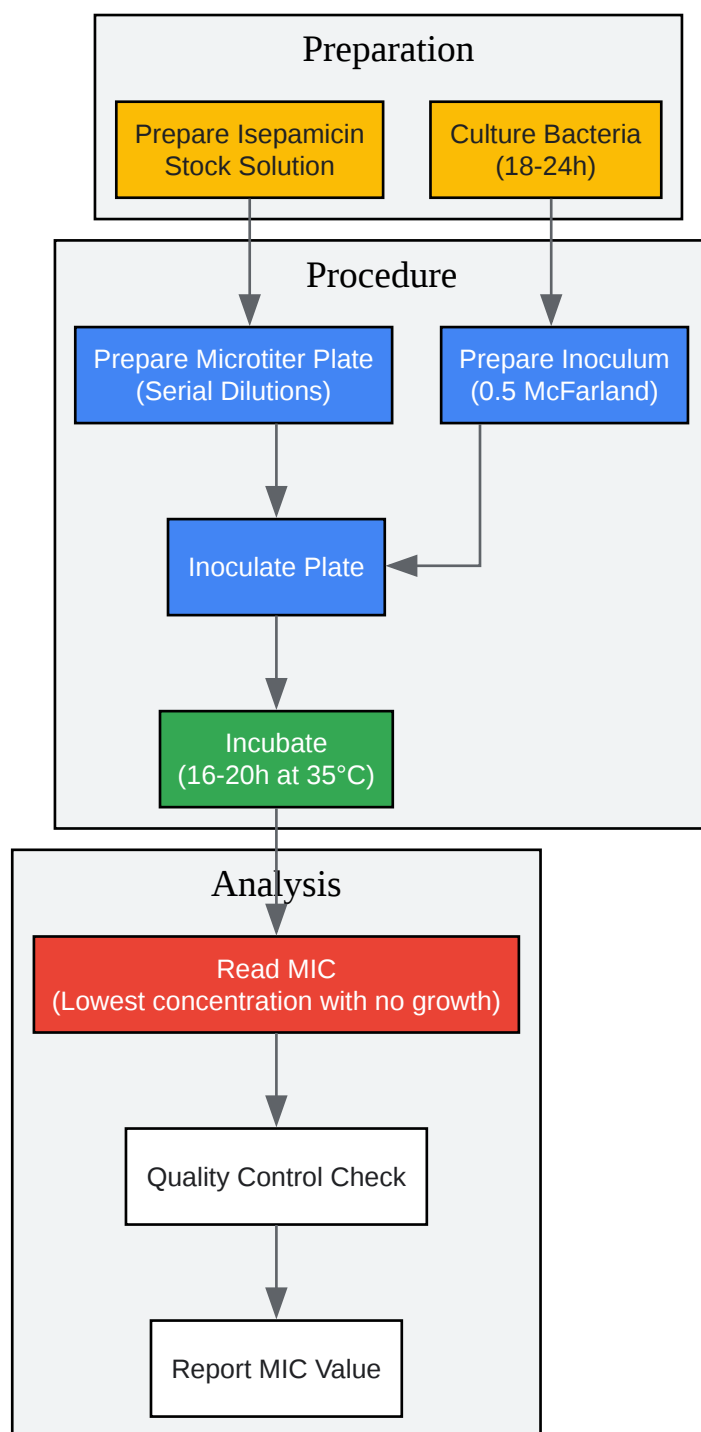 Preparation
Prepare Isepamicin
Stock Solution
Culture Bacteria
(18-24h)
Procedure
Prepare Microtiter Plate
(Serial Dilutions)
Prepare Inoculum
(0.5 McFarland)
Inoculate Plate
Incubate
(16-20h at 35°C)
Analysis
Read MIC
(Lowest concentration with no growth)
Quality Control Check
Report MIC Value